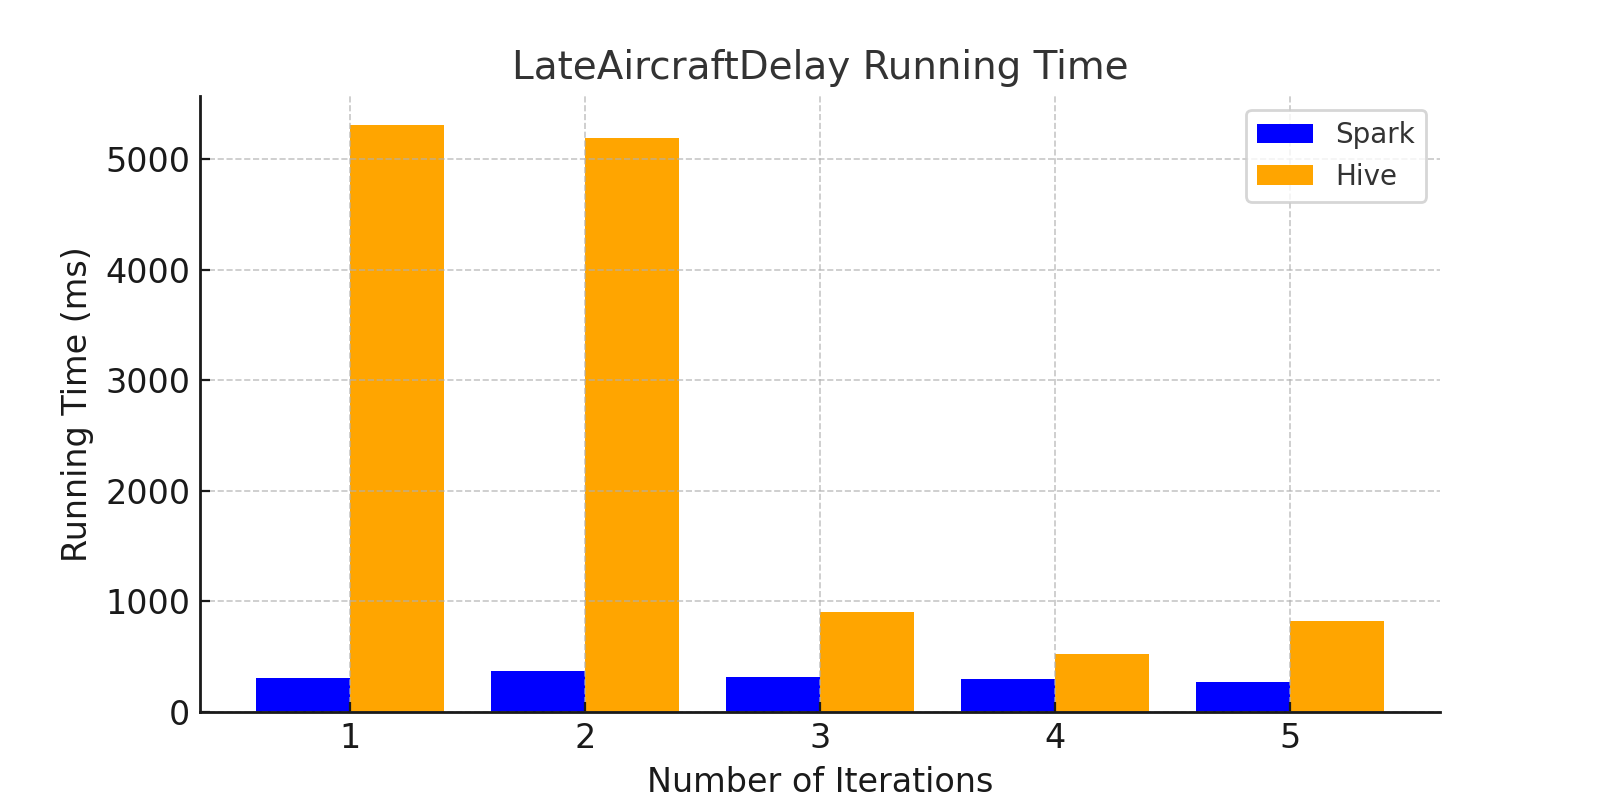 LateAircraftDelay Running Time
Spark
Hive
Running Time (ms)
5000
4000
3000
2000
1000
0
1 2 3 4 5
Number of Iterations